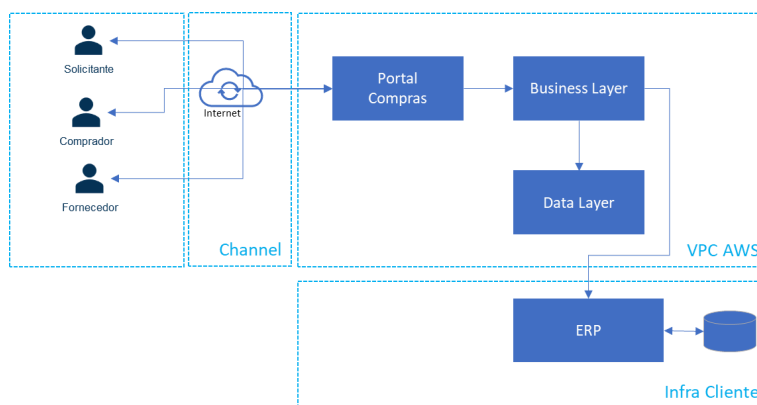 Solicitante
Comprador
Fornecedor
Internet
Channel
Portal
Compras
Business Layer
Data Layer
VPC AWS
ERP
Infra Cliente